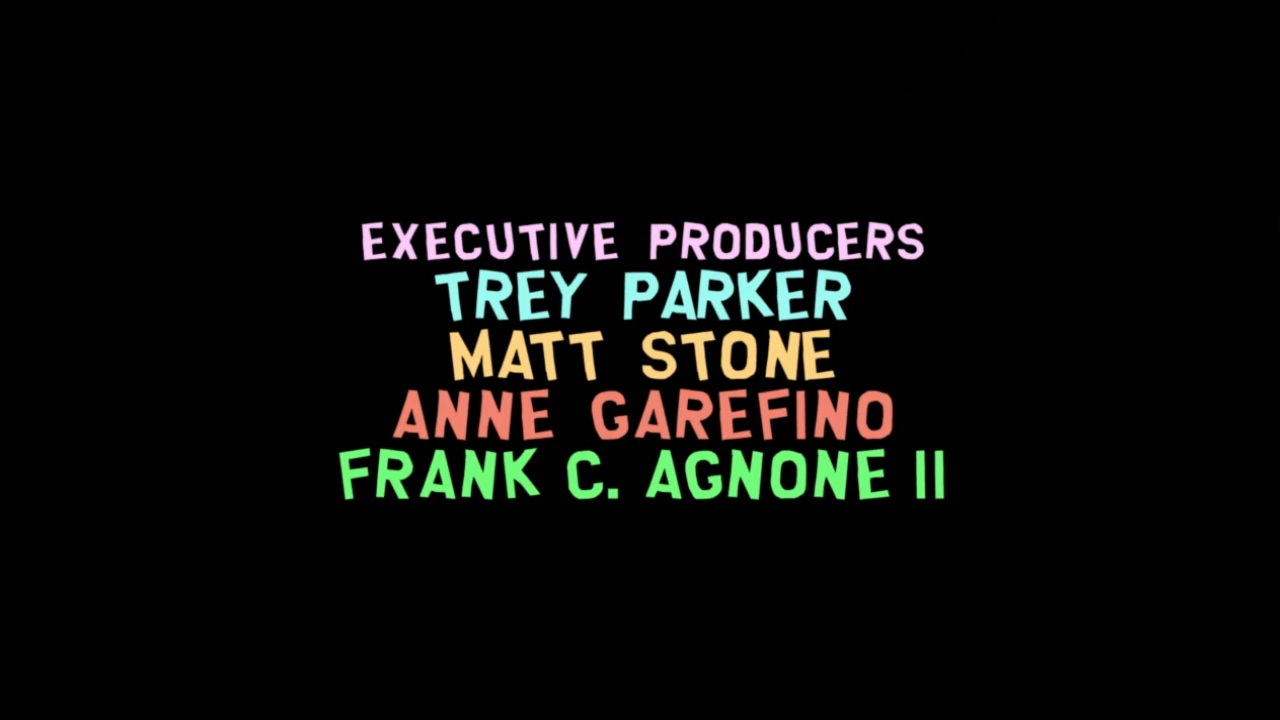 EXECUTIVE PRODUCERS
TREY PARKER
MATT STONE
ANNE GAREFINO
FRANK C. AGNONE II